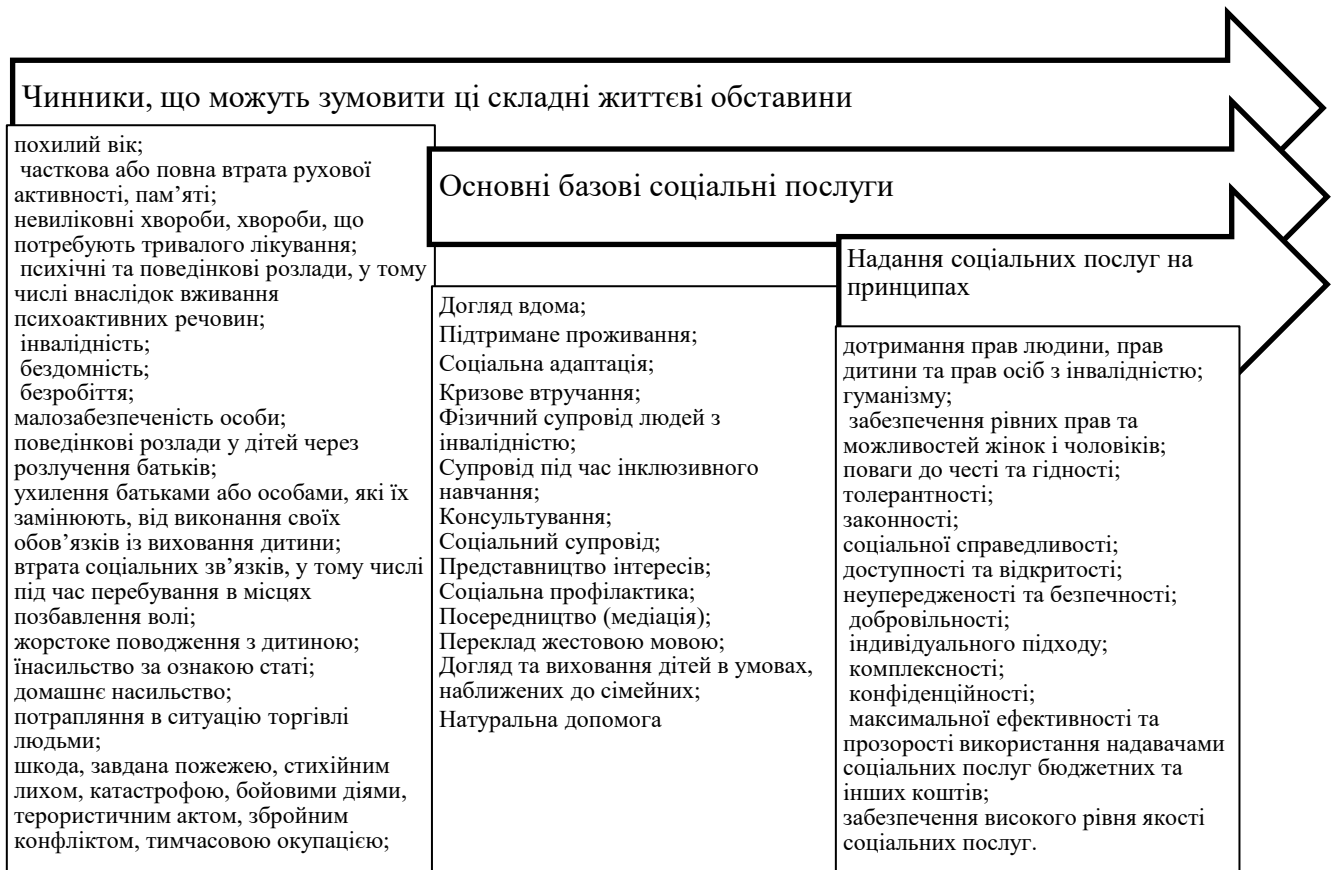 Чинники, що можуть зумовити ці складні життєві обставини
похилий вік;
часткова або повна втрата рухової
активності, пам’яті;
невиліковні хвороби, хвороби, що
потребують тривалого лікування;
психічні та поведінкові розлади, у тому
числі внаслідок вживання
психоактивних речовин;
інвалідність;
бездомність;
безробіття;
малозабезпеченість особи;
поведінкові розлади у дітей через
розлучення батьків;
ухилення батьками або особами, які їх
замінюють, від виконання своїх
обов’язків із виховання дитини;
втрата соціальних зв’язків, у тому числі
під час перебування в місцях
позбавлення волі;
жорстоке поводження з дитиною;
їнасильство за ознакою статі;
домашнє насильство;
потрапляння в ситуацію торгівлі
людьми;
шкода, завдана пожежею, стихійним
лихом, катастрофою, бойовими діями,
терористичним актом, збройним
конфліктом, тимчасовою окупацією;
Основні базові соціальні послуги
Догляд вдома;
Підтримане проживання;
Соціальна адаптація;
Кризове втручання;
Фізичний супровід людей з
інвалідністю;
Супровід під час інклюзивного
навчання;
Консультування;
Соціальний супровід;
Представництво інтересів;
Соціальна профілактика;
Посередництво (медіація);
Переклад жестовою мовою;
Догляд та виховання дітей в умовах,
наближених до сімейних;
Натуральна допомога
Надання соціальних послуг на
принципах
дотримання прав людини, прав
дитини та прав осіб з інвалідністю;
гуманізму;
забезпечення рівних прав та
можливостей жінок і чоловіків;
поваги до честі та гідності;
толерантності;
законності;
соціальної справедливості;
доступності та відкритості;
неупередженості та безпечності;
добровільності;
індивідуального підходу;
комплексності;
конфіденційності;
максимальної ефективності та
прозорості використання надавачами
соціальних послуг бюджетних та
інших коштів;
забезпечення високого рівня якості
соціальних послуг.